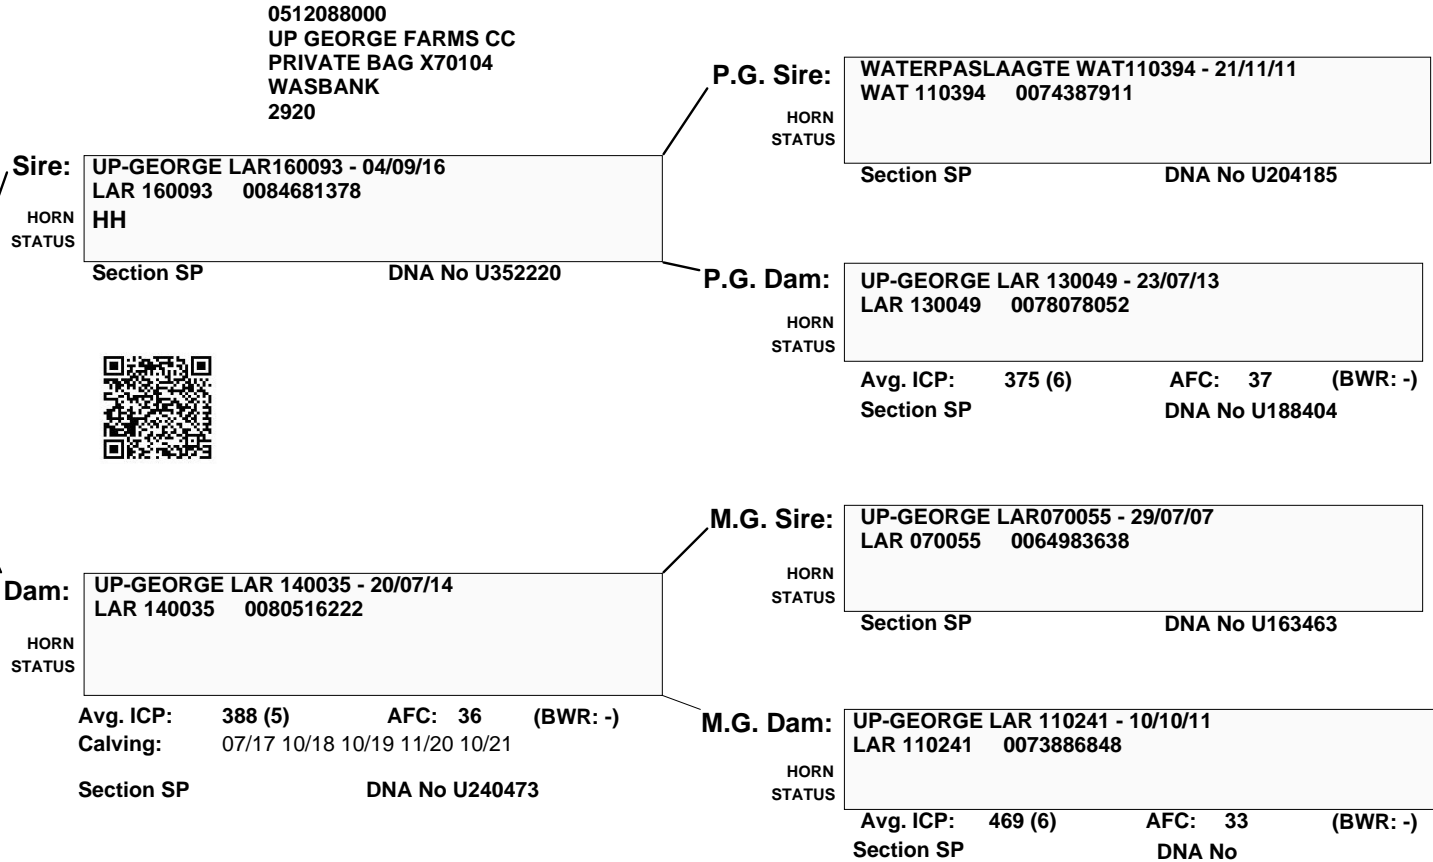 0512088000
UP GEORGE FARMS CC
PRIVATE BAG X70104
WASBANK
2920
Sire:
UP-GEORGE LAR160093 - 04/09/16
LAR 160093 0084681378
HORN STATUS
HH
Section SP DNA No U352220
P.G. Sire:
WATERPASLAAGTE WAT110394 - 21/11/11
WAT 110394 0074387911
HORN
STATUS
Section SP DNA No U204185
P.G. Dam:
UP-GEORGE LAR 130049 - 23/07/13
LAR 130049 0078078052
HORN
STATUS
Avg. ICP: 375 (6) AFC: 37 (BWR: -)
Section SP DNA No U188404
Dam:
UP-GEORGE LAR 140035 - 20/07/14
LAR 140035 0080516222
HORN
STATUS
Avg. ICP: 388 (5) AFC: 36 (BWR: -)
Calving: 07/17 10/18 10/19 11/20 10/21
Section SP DNA No U240473
M.G. Sire:
UP-GEORGE LAR070055 - 29/07/07
LAR 070055 0064983638
HORN
STATUS
Section SP DNA No U163463
M.G. Dam:
UP-GEORGE LAR 110241 - 10/10/11
LAR 110241 0073886848
HORN
STATUS
Avg. ICP: 469 (6) AFC: 33 (BWR: -)
Section SP DNA No